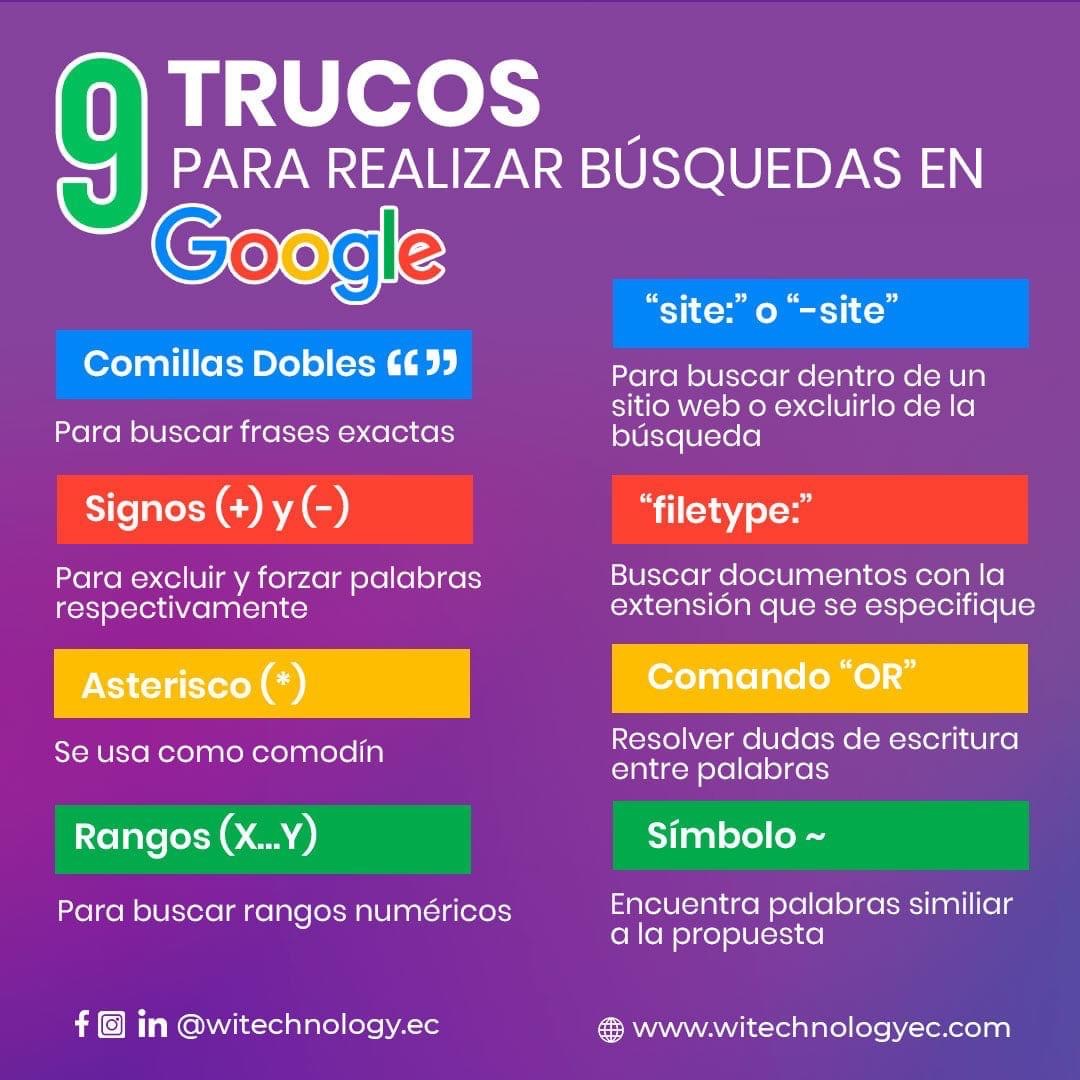 9 TRUCOS
PARA REALIZAR BÚSQUEDAS EN
Google
Comillas Dobles “”
Para buscar frases exactas
Signos (+) y (-)
Para excluir y forzar palabras
respectivamente
Asterisco (*)
Se usa como comodín
Rangos (X...Y)
Para buscar rangos numéricos
“site:” o “-site”
Para buscar dentro de un
sitio web o excluirlo de la
búsqueda
“filetype:”
Buscar documentos con la
extensión que se especifique
Comando “OR”
Resolver dudas de escritura
entre palabras
Símbolo ~
Encuentra palabras similiar
a la propuesta
@witechnology.ec
www.witechnologyec.com